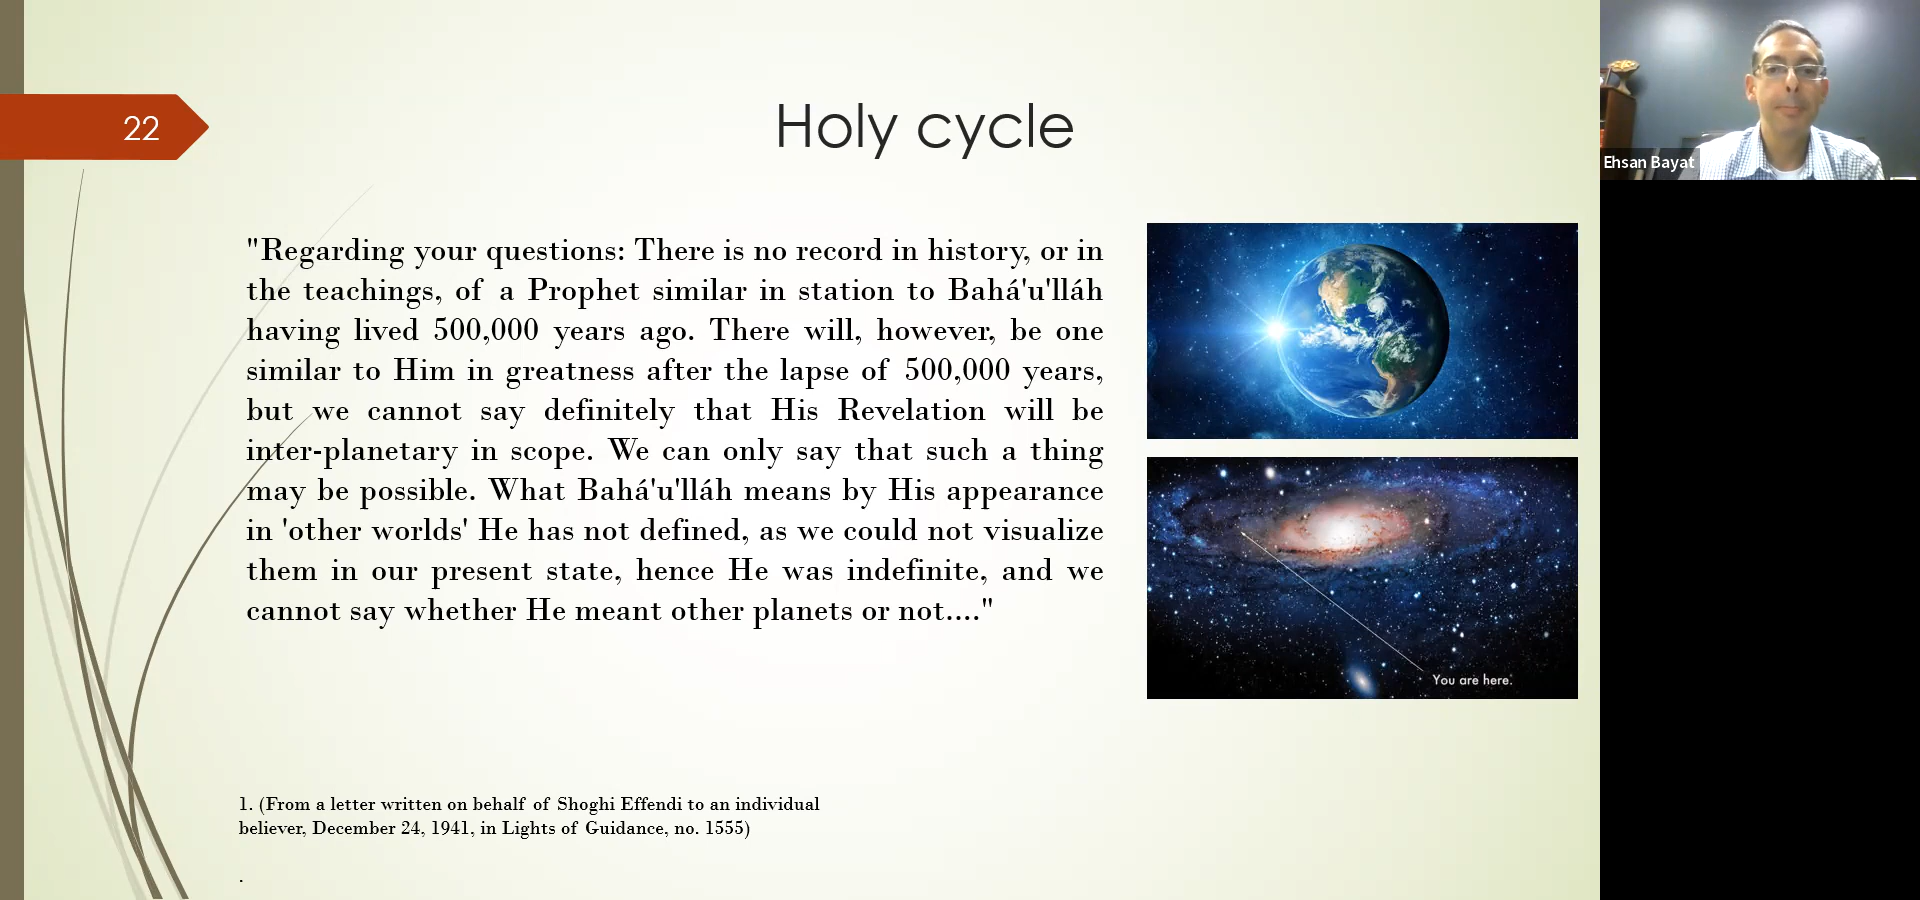 22
Holy cycle
"Regarding your questions: There is no record in history, or in
the teachings, of a Prophet similar in station to Bahá'u'lláh
having lived 500,000 years ago. There will, however, be one
similar to Him in greatness after the lapse of 500,000 years,
but we cannot say definitely that His Revelation will be
inter-planetary in scope. We can only say that such a thing
may be possible. What Bahá'u'lláh means by His appearance
in 'other worlds' He has not defined, as we could not visualize
them in our present state, hence He was indefinite, and we
cannot say whether He meant other planets or not...."
You are here.
1. (From a letter written on behalf of Shoghi Effendi to an individual
believer, December 24, 1941, in Lights of Guidance, no. 1555)
.
Ehsan Bayat